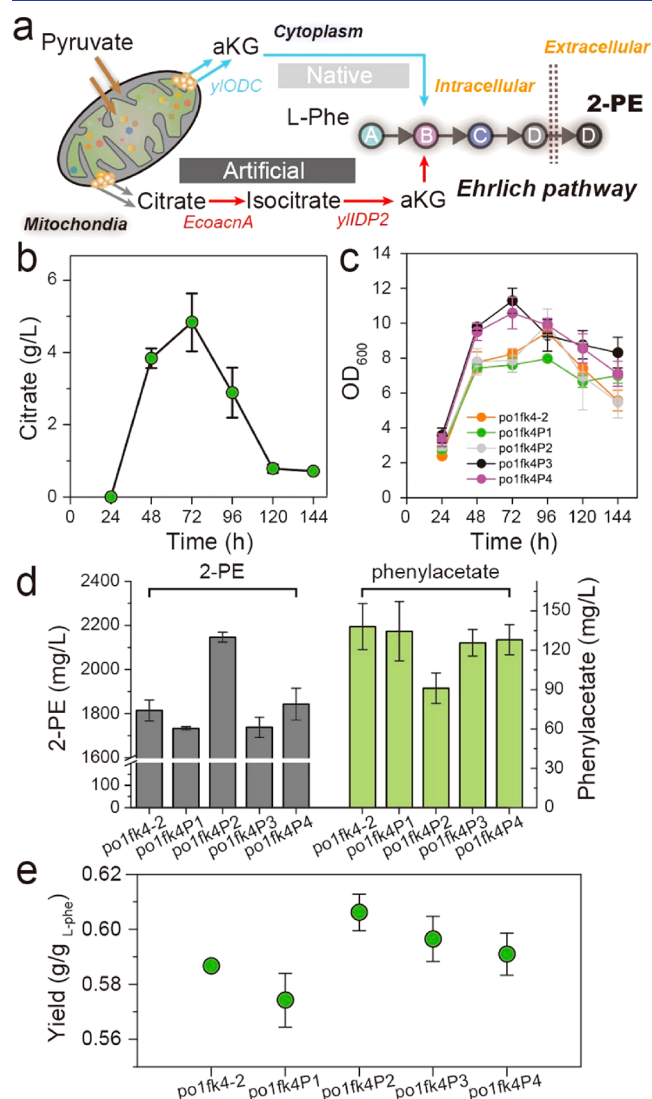 a
Pyruvate
aKG
Cytoplasm
Extracellular
ylODC
Native
Intracellular
2-PE
L-Phe
A
B
C
D
D
Artificial
Ehrlich pathway
Citrate
Isocitrate
aKG
Mitochondia
EcoacnA
ylIDP2
b
Citrate (g/L)
6
4
2
0
0 24 48 72 96 120 144
Time (h)
c
OD600
14
12
10
8
6
4
2
0
po1fk4-2
po1fk4P1
po1fk4P2
po1fk4P3
po1fk4P4
0 24 48 72 96 120 144
Time (h)
d
2-PE
phenylacetate
2-PE (mg/L)
2400
2200
2000
1800
1600
100
0
Phenylacetate (mg/L)
150
120
90
60
30
0
po1fk4-2
po1fk4P1
po1fk4P2
po1fk4P3
po1fk4P4
po1fk4-2
po1fk4P1
po1fk4P2
po1fk4P3
po1fk4P4
e
Yield (g/g L-phe)
0.62
0.60
0.58
0.56
po1fk4-2
po1fk4P1
po1fk4P2
po1fk4P3
po1fk4P4